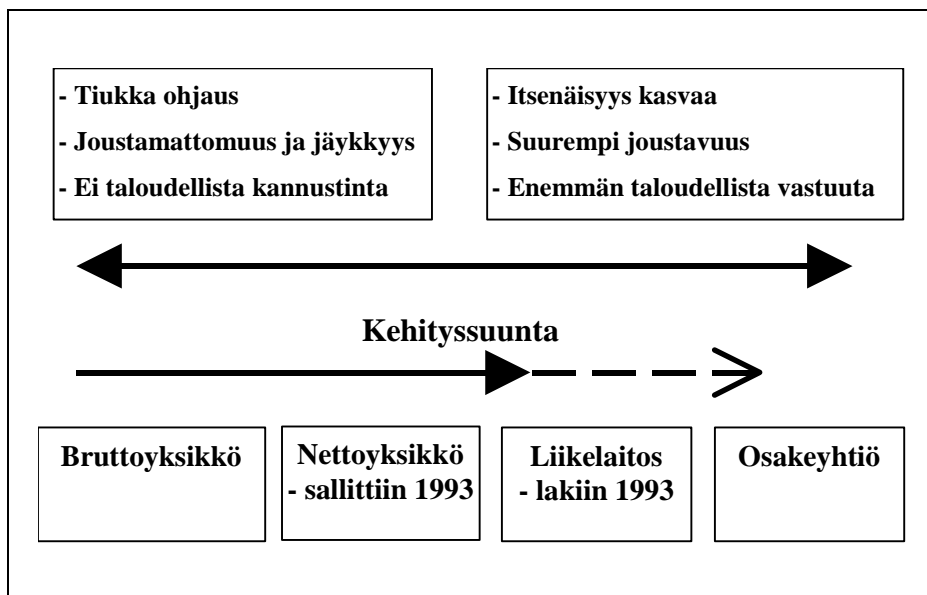 - Tiukka ohjaus
- Joustamattomuus ja jäykkyys
- Ei taloudellista kannustinta
- Itsenäisyys kasvaa
- Suurempi joustavuus
- Enemmän taloudellista vastuuta
Kehityssuunta
Bruttoyksikkö
Nettoyksikkö
- sallittiin 1993
Liikelaitos
- lakiin 1993
Osakeyhtiö